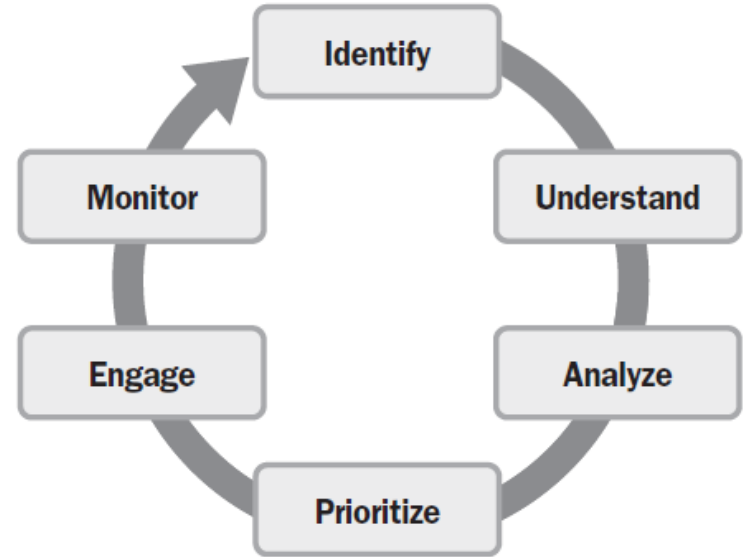 Identify
Understand
Analyze
Prioritize
Engage
Monitor